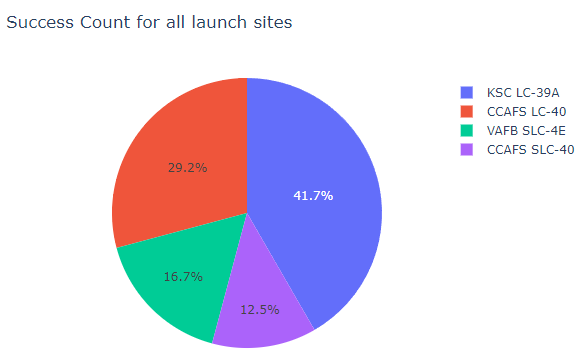 Success Count for all launch sites
KSC LC-39A
CCAFS LC-40
VAFB SLC-4E
CCAFS SLC-40
29.2%
41.7%
16.7%
12.5%